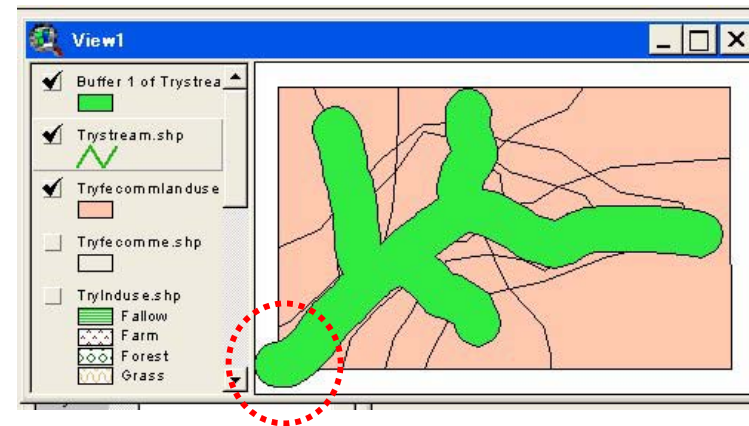 View1
Buffer 1 of Trystrea
Trystream.shp
Tryfecommlanduse
Tryfecomme.shp
Trylnduse.shp
Fallow
Farm
Forest
Grass